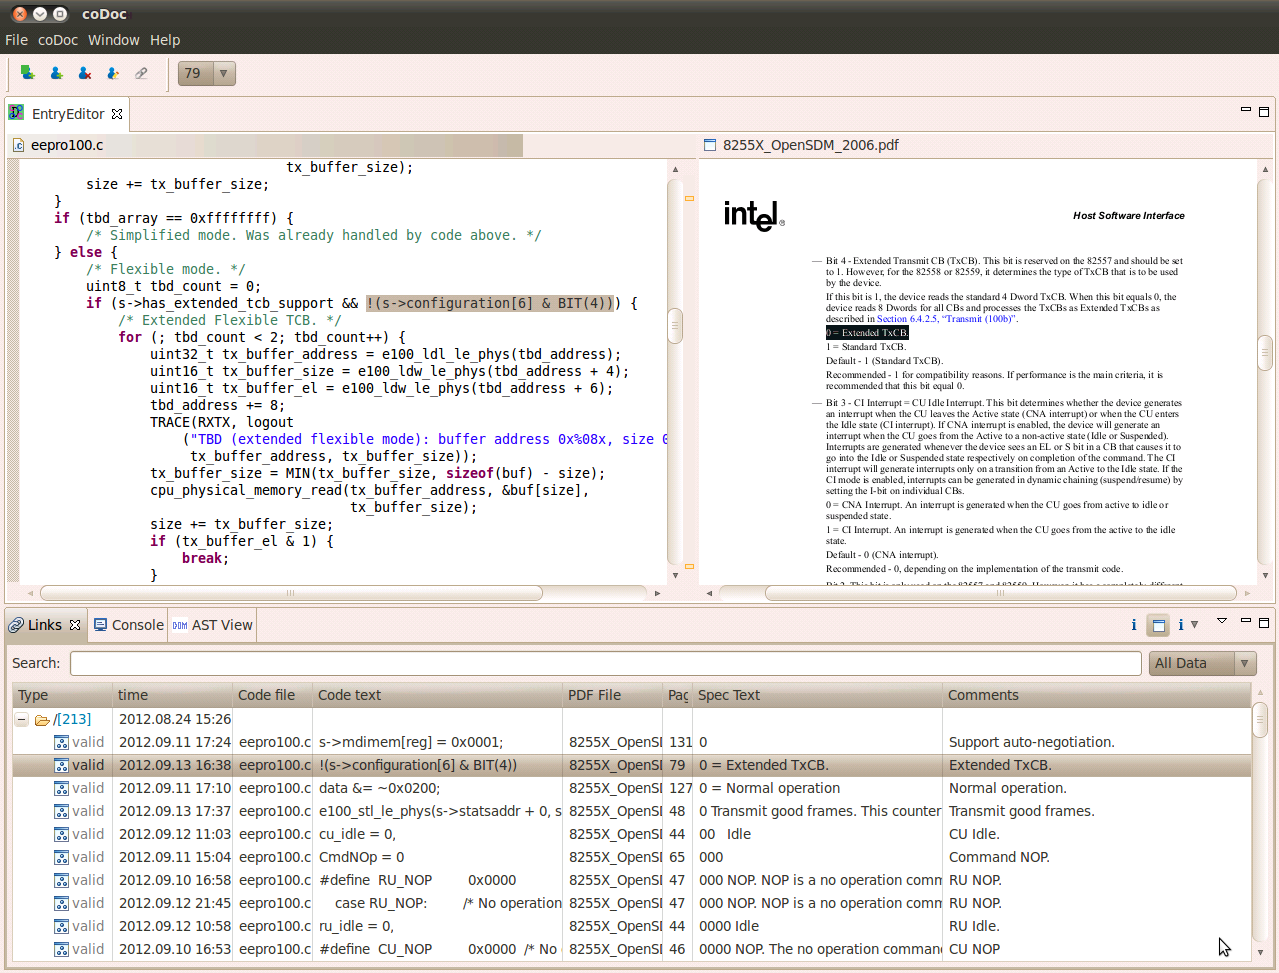 coDoc
File coDoc Window Help
79
EntryEditor
eepro100.c
tx_buffer_size);
size += tx_buffer_size;
}
if (tbd_array == 0xffffffff) {
/* Simplified mode. Was already handled by code above. */
} else {
/* Flexible mode. */
uint8_t tbd_count = 0;
if (s->has_extended_tcb_support && !(s->configuration[6] & BIT(4))) {
/* Extended Flexible TCB. */
for (; tbd_count < 2; tbd_count++) {
uint32_t tx_buffer_address = e100_ldl_le_phys(tbd_address);
uint16_t tx_buffer_size = e100_ldw_le_phys(tbd_address + 4);
uint16_t tx_buffer_el = e100_ldw_le_phys(tbd_address + 6);
tbd_address += 8;
TRACE(RXTX, logout
("TBD (extended flexible mode): buffer address 0x%08x, size 0
tx_buffer_address, tx_buffer_size));
tx_buffer_size = MIN(tx_buffer_size, sizeof(buf) - size);
cpu_physical_memory_read(tx_buffer_address, &buf[size],
tx_buffer_size);
size += tx_buffer_size;
if (tx_buffer_el & 1) {
break;
}
8255X_OpenSDM_2006.pdf
intel®
Host Software Interface
— Bit 4 - Extended Transmit CB (TxCB). This bit is reserved on the 82557 and should be set
to 1. However, for the 82558 or 82559, it determines the type of TxCB that is to be used
by the device.
If this bit is 1, the device reads the standard 4 Dword TxCB. When this bit equals 0, the
device reads 8 Dwords for all CBs and processes the TxCBs as Extended TxCBs as
described in Section 6.4.2.5, “Transmit (100b)”.
0 = Extended TxCB.
1 = Standard TxCB.
Default - 1 (Standard TxCB).
Recommended - 1 for compatibility reasons. If performance is the main criteria, it is
recommended that this bit equal 0.
— Bit 3 - CI Interrupt = CU Idle Interrupt. This bit determines whether the device generates
an interrupt when the CU leaves the Active state (CNA interrupt) or when the CU enters
the Idle state (CI interrupt). If CNA interrupt is enabled, the device will generate an
interrupt when the CU goes from the Active to a non-active state (Idle or Suspended).
Interrupts are generated whenever the device sees an EL or S bit in a CB that causes it to
go into the Idle or Suspended state respectively on completion of the command. The CI
interrupt will generate interrupts only on a transition from an Active to the Idle state. If the
CI mode is enabled, interrupts can be generated in dynamic chaining (suspend/resume) by
setting the I-bit on individual CBs.
0 = CNA Interrupt. An interrupt is generated when the CU goes from active to idle or
suspended state.
1 = CI Interrupt. An interrupt is generated when the CU goes from the active to the idle
state.
Default - 0 (CNA interrupt).
Recommended - 0, depending on the implementation of the transmit code.
Links Console AST View
Search: All Data
Type time Code file Code text PDF File Pag Spec Text Comments
/[213] 2012.08.24 15:26
valid 2012.09.11 17:24 eepro100.c s->mdimem[reg] = 0x0001; 8255X_OpenSI 131 0 Support auto-negotiation.
valid 2012.09.13 16:38 eepro100.c !(s->configuration[6] & BIT(4)) 8255X_OpenSI 79 0 = Extended TxCB. Extended TxCB.
valid 2012.09.11 17:10 eepro100.c data &= ~0x0200; 8255X_OpenSI 127 0 = Normal operation Normal operation.
valid 2012.09.13 17:37 eepro100.c e100_stl_le_phys(s->statsaddr + 0, s 8255X_OpenSI 48 0 Transmit good frames. This counter Transmit good frames.
valid 2012.09.12 11:03 eepro100.c cu_idle = 0, 8255X_OpenSI 44 00 Idle CU Idle.
valid 2012.09.11 15:04 eepro100.c CmdNOp = 0 8255X_OpenSI 65 000 Command NOP.
valid 2012.09.10 16:58 eepro100.c #define RU_NOP 0x0000 8255X_OpenSI 47 000 NOP. NOP is a no operation comm RU NOP.
valid 2012.09.12 21:45 eepro100.c case RU_NOP: /* No operation 8255X_OpenSI 47 000 NOP. NOP is a no operation comm RU NOP.
valid 2012.09.12 10:58 eepro100.c ru_idle = 0, 8255X_OpenSI 44 0000 Idle RU Idle.
valid 2012.09.10 16:53 eepro100.c #define CU_NOP 0x0000 /* No 8255X_OpenSI 46 0000 NOP. The no operation comman CU NOP